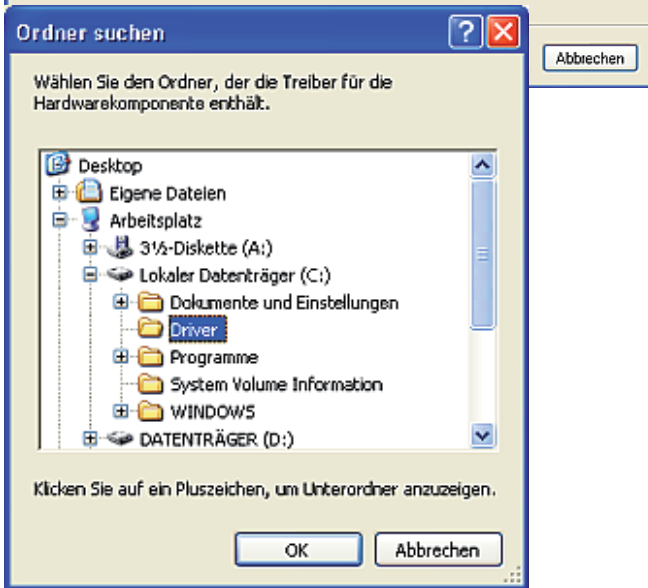 Ordner suchen
Abbrechen
Wählen Sie den Ordner, der die Treiber für die
Hardwarekomponente enthält.
Desktop
Eigene Dateien
Arbeitsplatz
3½-Diskette (A:)
Lokaler Datenträger (C:)
Dokumente und Einstellungen
Driver
Programme
System Volume Information
WINDOWS
DATENTRÄGER (D:)
Klicken Sie auf ein Pluszeichen, um Unterordner anzuzeigen.
OK Abbrechen